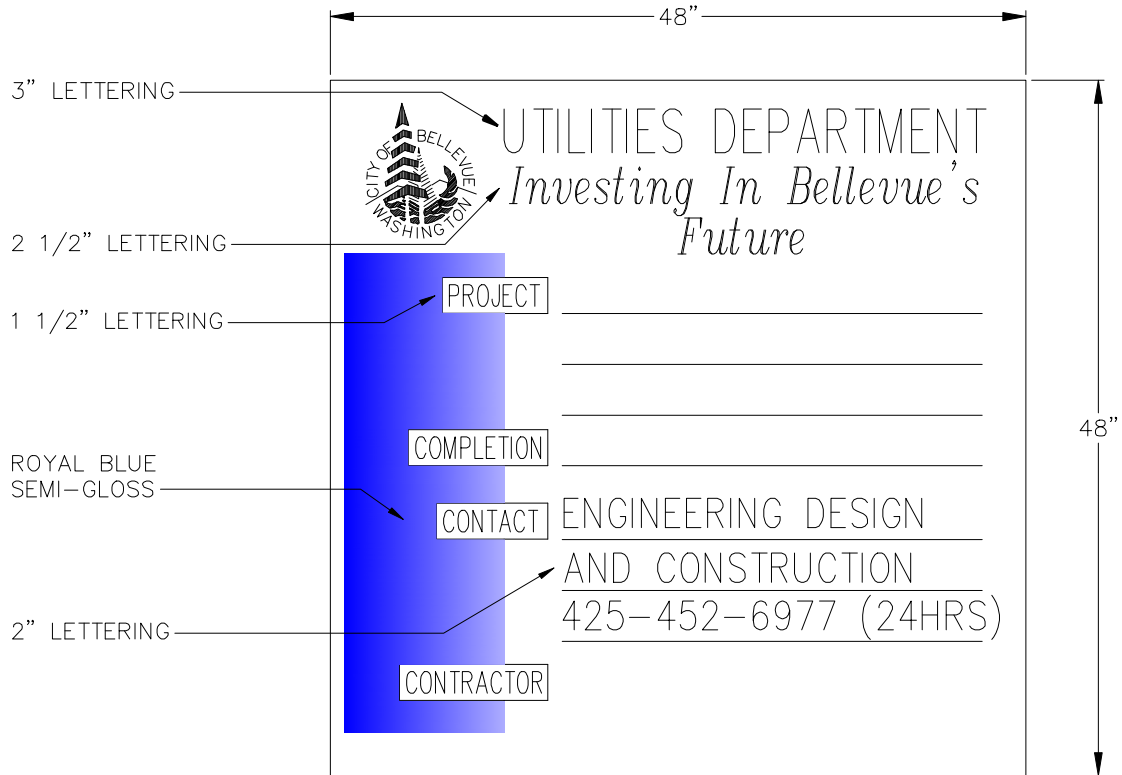 48"
3" LETTERING
CITY OF BELLEVUE
WASHINGTON
UTILITIES DEPARTMENT
Investing In Bellevue's
Future
2 1/2" LETTERING
PROJECT
1 1/2" LETTERING
48"
COMPLETION
ROYAL BLUE
SEMI-GLOSS
CONTACT
ENGINEERING DESIGN
AND CONSTRUCTION
425-452-6977 (24HRS)
2" LETTERING
CONTRACTOR